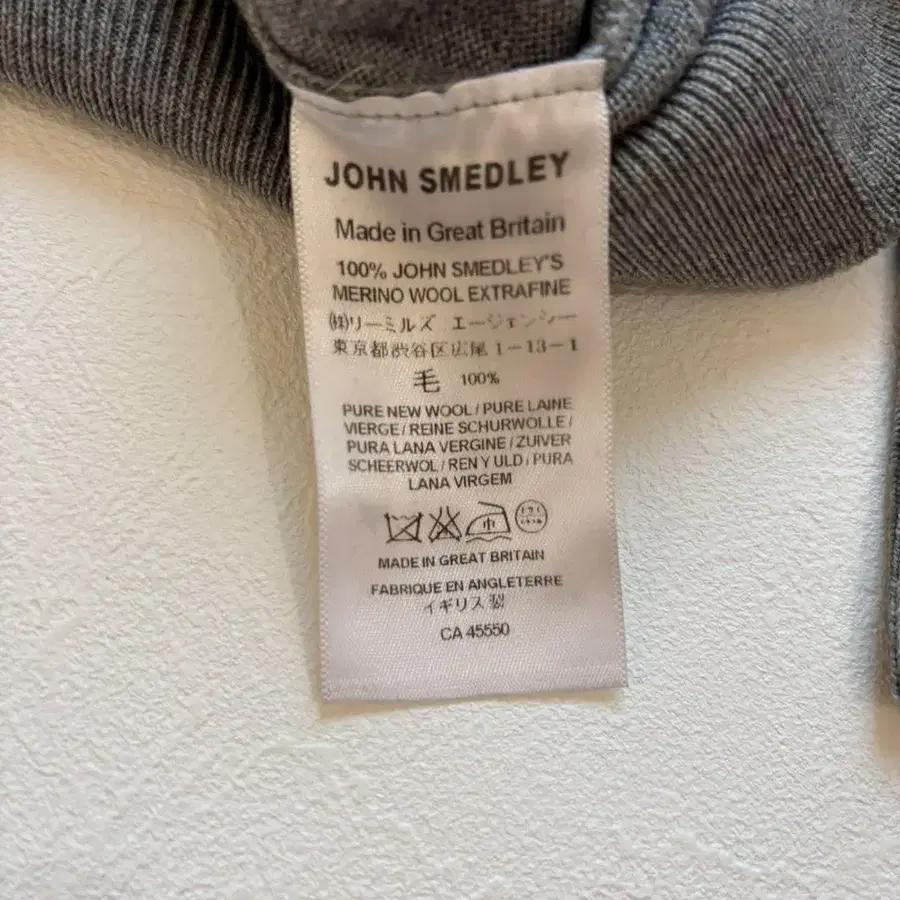 JOHN SMEDLEY
Made in Great Britain
100% JOHN SMEDLEY'S
MERINO WOOL EXTRAFINE
㈱リーミルズ エージェンシー
東京都渋谷区広尾1-13-1
毛 100%
PURE NEW WOOL / PURE LAINE
VIERGE / REINE SCHURWOLLE /
PURA LANA VERGINE / ZUIVER
SCHEERWOL / REN Y ULD / PURA
LANA VIRGEM
中
MADE IN GREAT BRITAIN
FABRIQUE EN ANGLETERRE
イギリス製
CA 45550